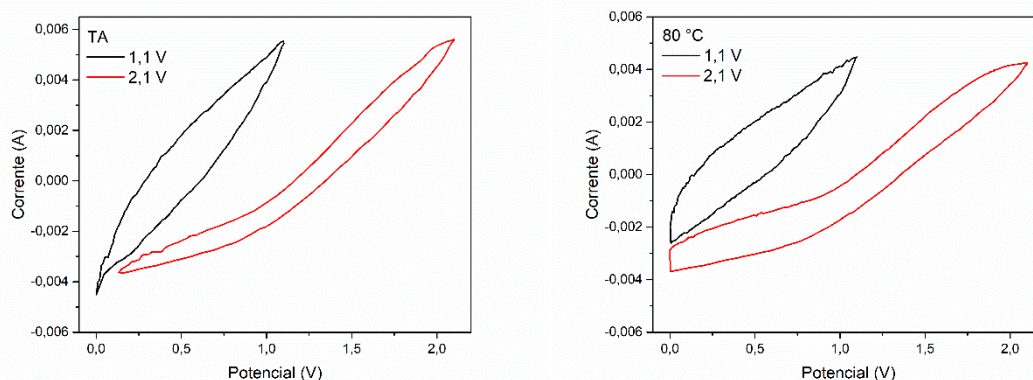 TA
1,1 V
2,1 V
0,006
0,004
0,002
0,000
-0,002
-0,004
-0,006
Corrente (A)
0,0 0,5 1,0 1,5 2,0
Potencial (V)
80 °C
1,1 V
2,1 V
0,006
0,004
0,002
0,000
-0,002
-0,004
-0,006
Corrente (A)
0,0 0,5 1,0 1,5 2,0
Potencial (V)